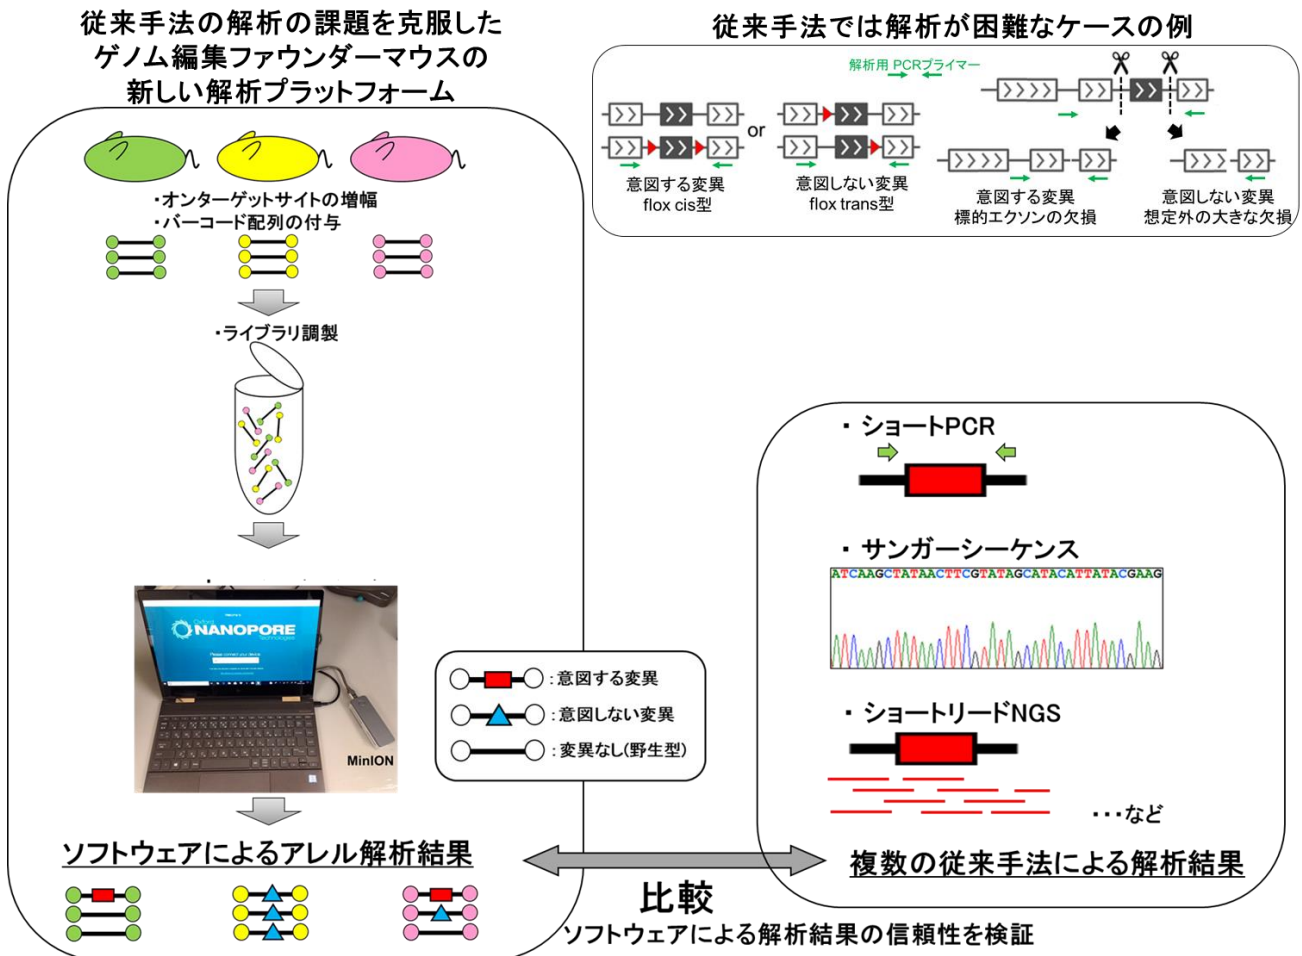 従来手法の解析の課題を克服した
ゲノム編集ファウンダーマウスの
新しい解析プラットフォーム
・オンターゲットサイトの増幅
・バーコード配列の付与
・ライブラリ調製
Oxford
NANOPORE
Technologies
MinION
ソフトウェアによるアレル解析結果
従来手法では解析が困難なケースの例
解析用 PCRプライマー
or
意図する変異
flox cis型
意図しない変異
flox trans型
意図する変異
標的エクソンの欠損
意図しない変異
想定外の大きな欠損
：意図する変異
：意図しない変異
：変異なし(野生型)
・ ショートPCR
・ サンガーシーケンス
ATCAAGCTATAACTTCGTATAGCATACATTATACGAAG
・ ショートリードNGS
・・・など
複数の従来手法による解析結果
比較
ソフトウェアによる解析結果の信頼性を検証